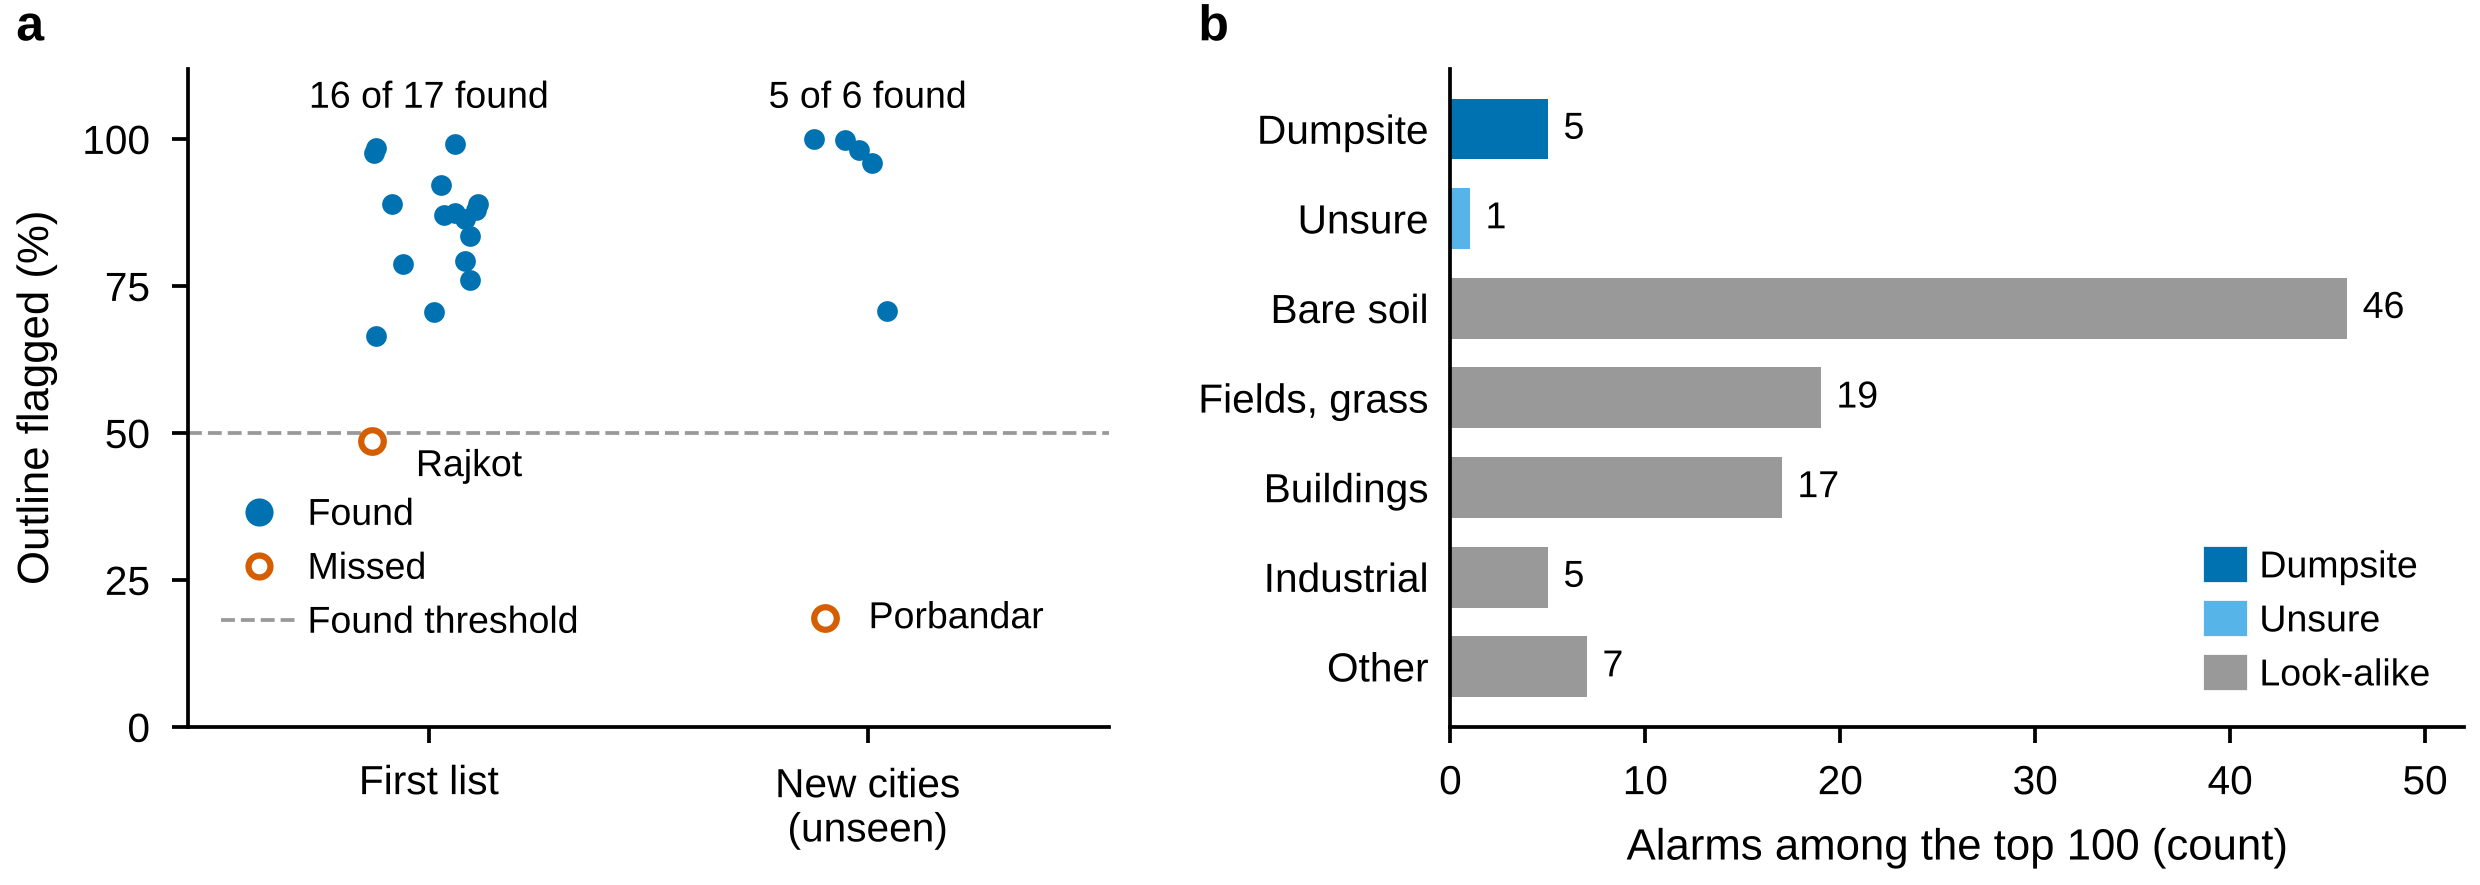 a
16 of 17 found
5 of 6 found
100
75
50
25
0
Outline flagged (%)
Rajkot
Found
Missed
Found threshold
Porbandar
First list
New cities
(unseen)
b
Dumpsite
5
Unsure
1
Bare soil
46
Fields, grass
19
Buildings
17
Industrial
5
Other
7
Dumpsite
Unsure
Look-alike
0 10 20 30 40 50
Alarms among the top 100 (count)